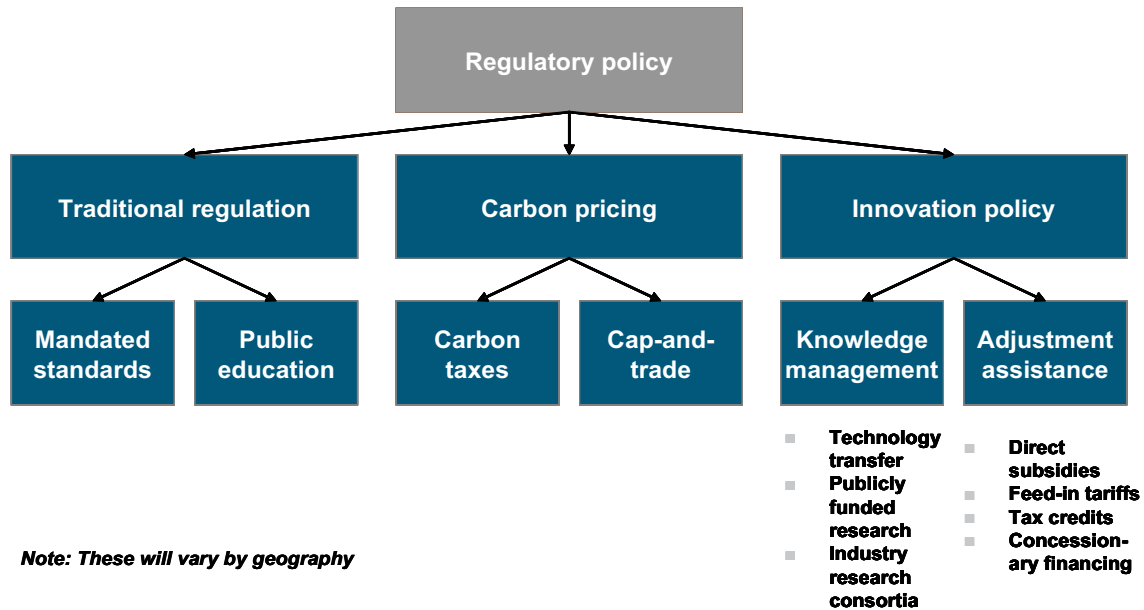 Regulatory policy
Traditional regulation
Carbon pricing
Innovation policy
Mandated
standards
Public
education
Carbon
taxes
Cap-and-
trade
Knowledge
management
Adjustment
assistance
Technology
transfer
Publicly
funded
research
Industry
research
consortia
Direct
subsidies
Feed-in tariffs
Tax credits
Concession-
ary financing
Note: These will vary by geography